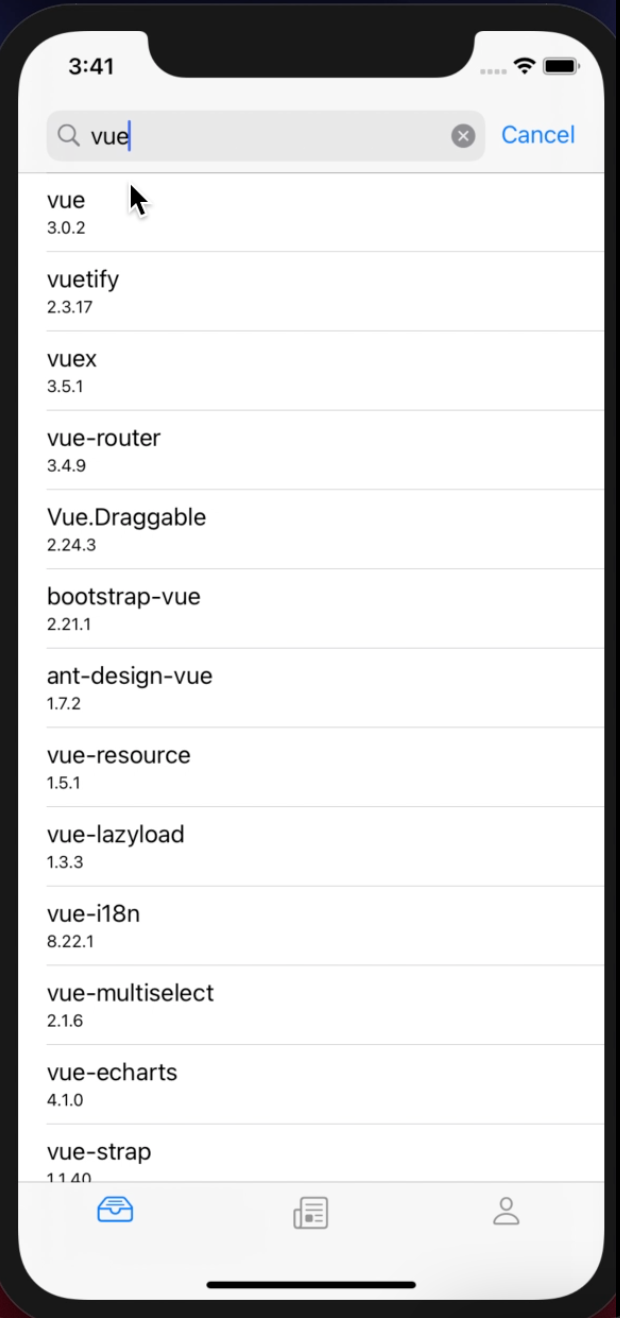 3:41
vue
Cancel
vue
3.0.2
vuetify
2.3.17
vuex
3.5.1
vue-router
3.4.9
Vue.Draggable
2.24.3
bootstrap-vue
2.21.1
ant-design-vue
1.7.2
vue-resource
1.5.1
vue-lazyload
1.3.3
vue-i18n
8.22.1
vue-multiselect
2.1.6
vue-echarts
4.1.0
vue-strap
1.1.40